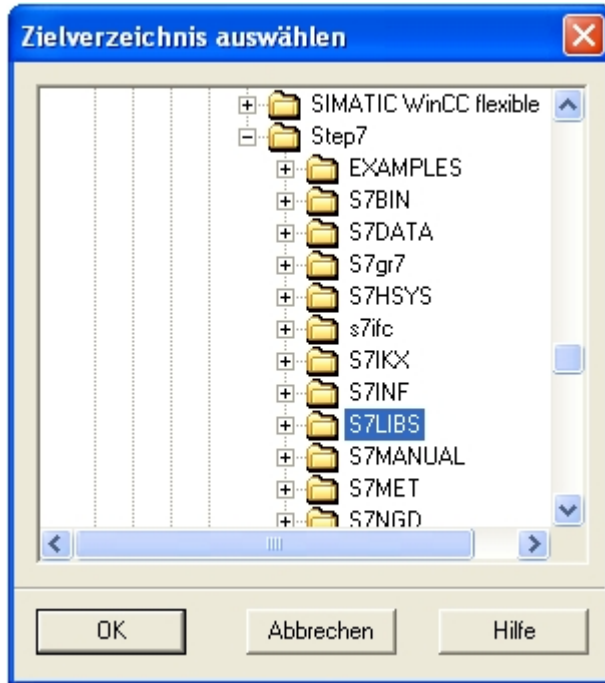 Zielverzeichnis auswählen
SIMATIC WinCC flexible
Step7
EXAMPLES
S7BIN
S7DATA
S7gr7
S7HSYS
s7ifc
S7IKX
S7INF
S7LIBS
S7MANUAL
S7MET
S7NGD
OK Abbrechen Hilfe